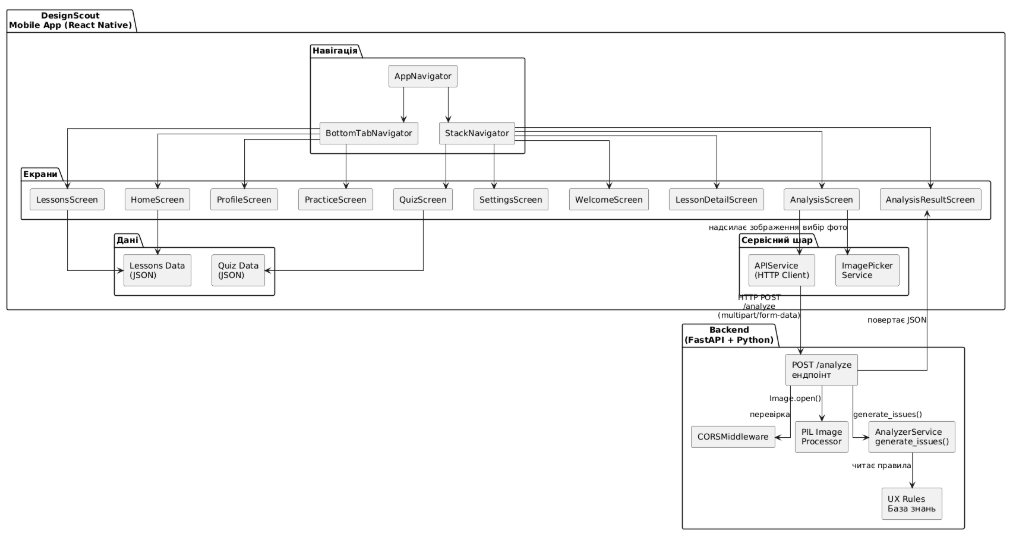 DesignScout
Mobile App (React Native)
Навігація
AppNavigator
BottomTabNavigator
StackNavigator
Екрани
LessonsScreen
HomeScreen
ProfileScreen
PracticeScreen
QuizScreen
SettingsScreen
WelcomeScreen
LessonDetailScreen
AnalysisScreen
AnalysisResultScreen
надсилає зображення
вибір фото
Дані
Lessons Data
(JSON)
Quiz Data
(JSON)
Сервісний шар
APIService
(HTTP Client)
ImagePicker
Service
HTTP POST
/analyze
(multipart/form-data)
повертає JSON
Backend
(FastAPI + Python)
POST /analyze
ендпоінт
Image.open()
перевірка
generate_issues()
CORSMiddleware
PIL Image
Processor
AnalyzerService
generate_issues()
читає правила
UX Rules
База знань